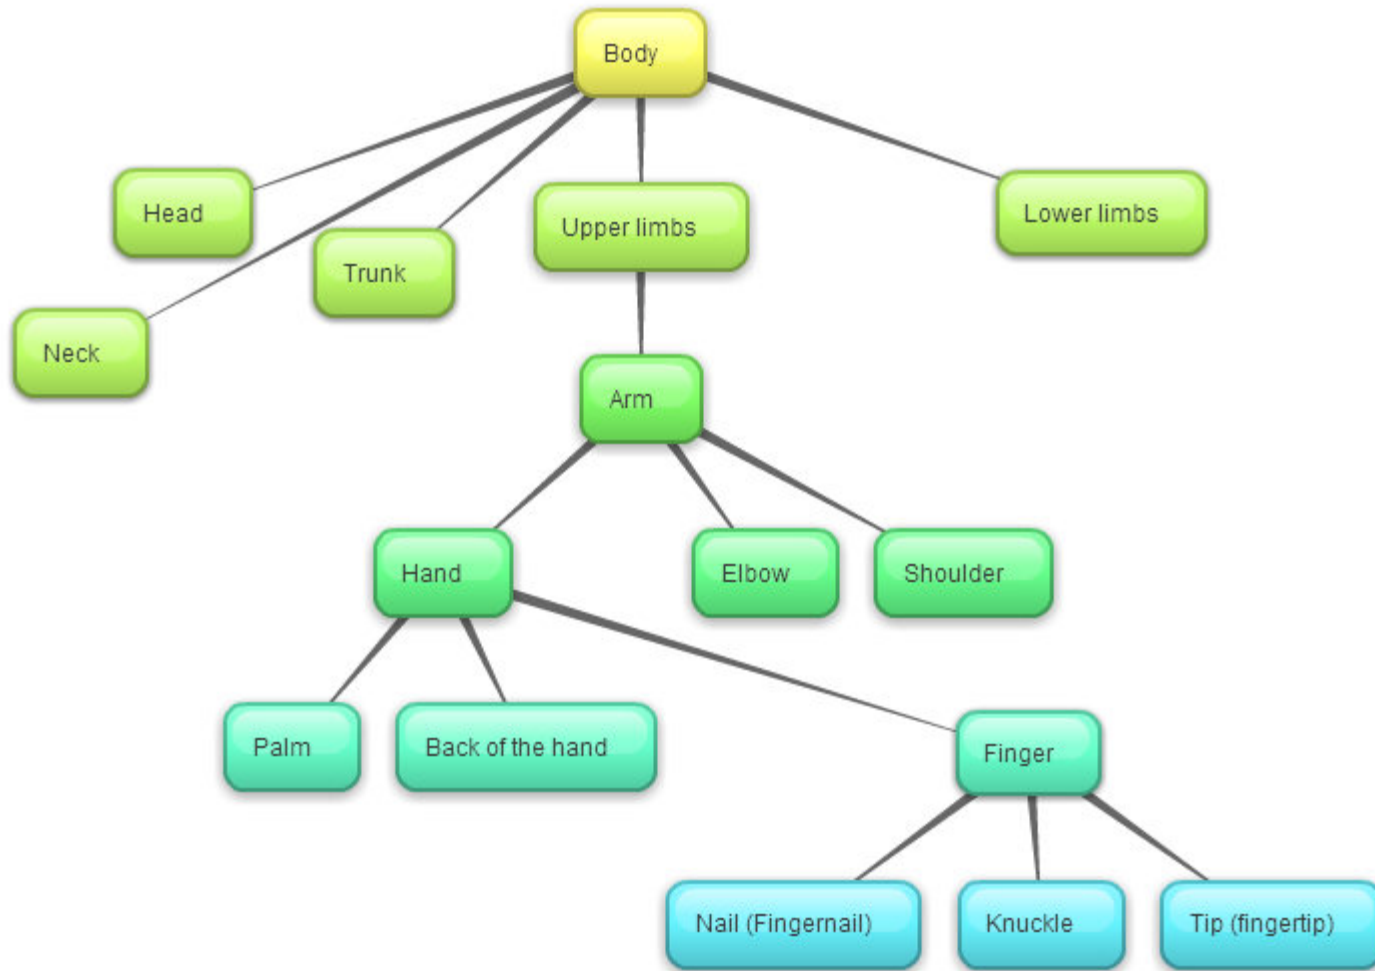 Body
Head
Neck
Trunk
Upper limbs
Lower limbs
Arm
Hand
Elbow
Shoulder
Palm
Back of the hand
Finger
Nail (Fingernail)
Knuckle
Tip (fingertip)